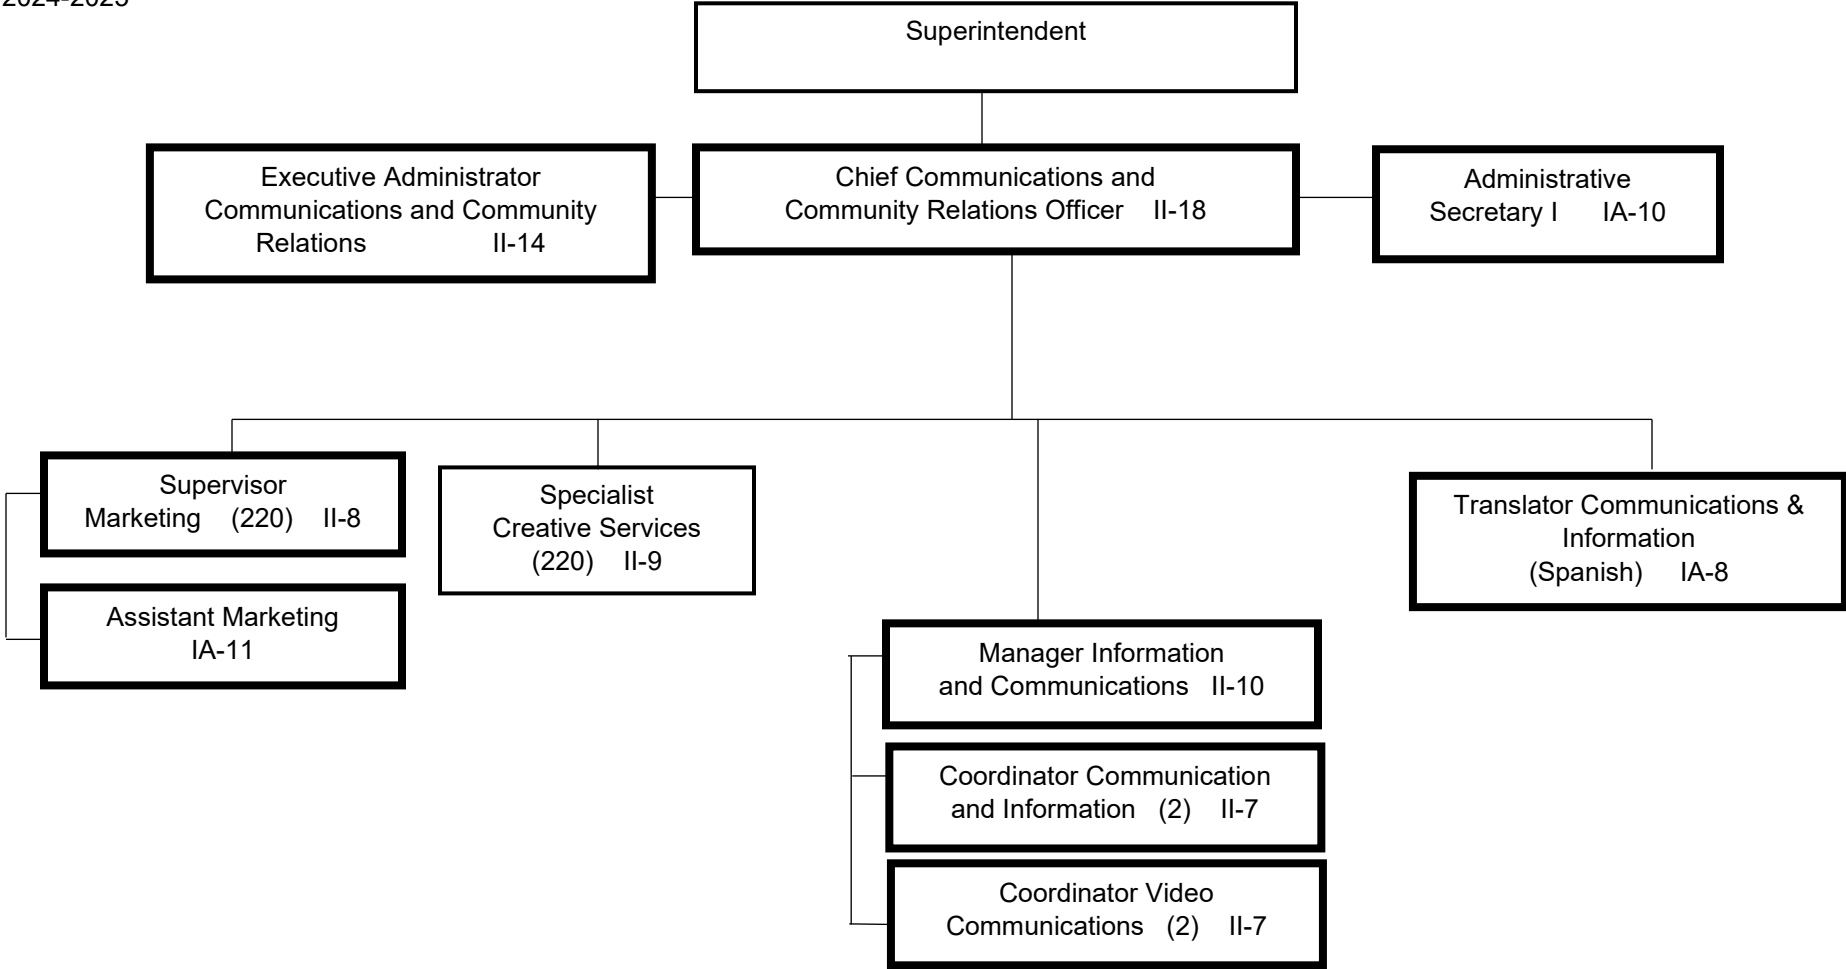 2024-2025
Superintendent
Executive Administrator
Communications and Community
Relations II-14
Chief Communications and
Community Relations Officer II-18
Administrative
Secretary I IA-10
Supervisor
Marketing (220) II-8
Assistant Marketing
IA-11
Specialist
Creative Services
(220) II-9
Manager Information
and Communications II-10
Coordinator Communication
and Information (2) II-7
Coordinator Video
Communications (2) II-7
Translator Communications &
Information
(Spanish) IA-8